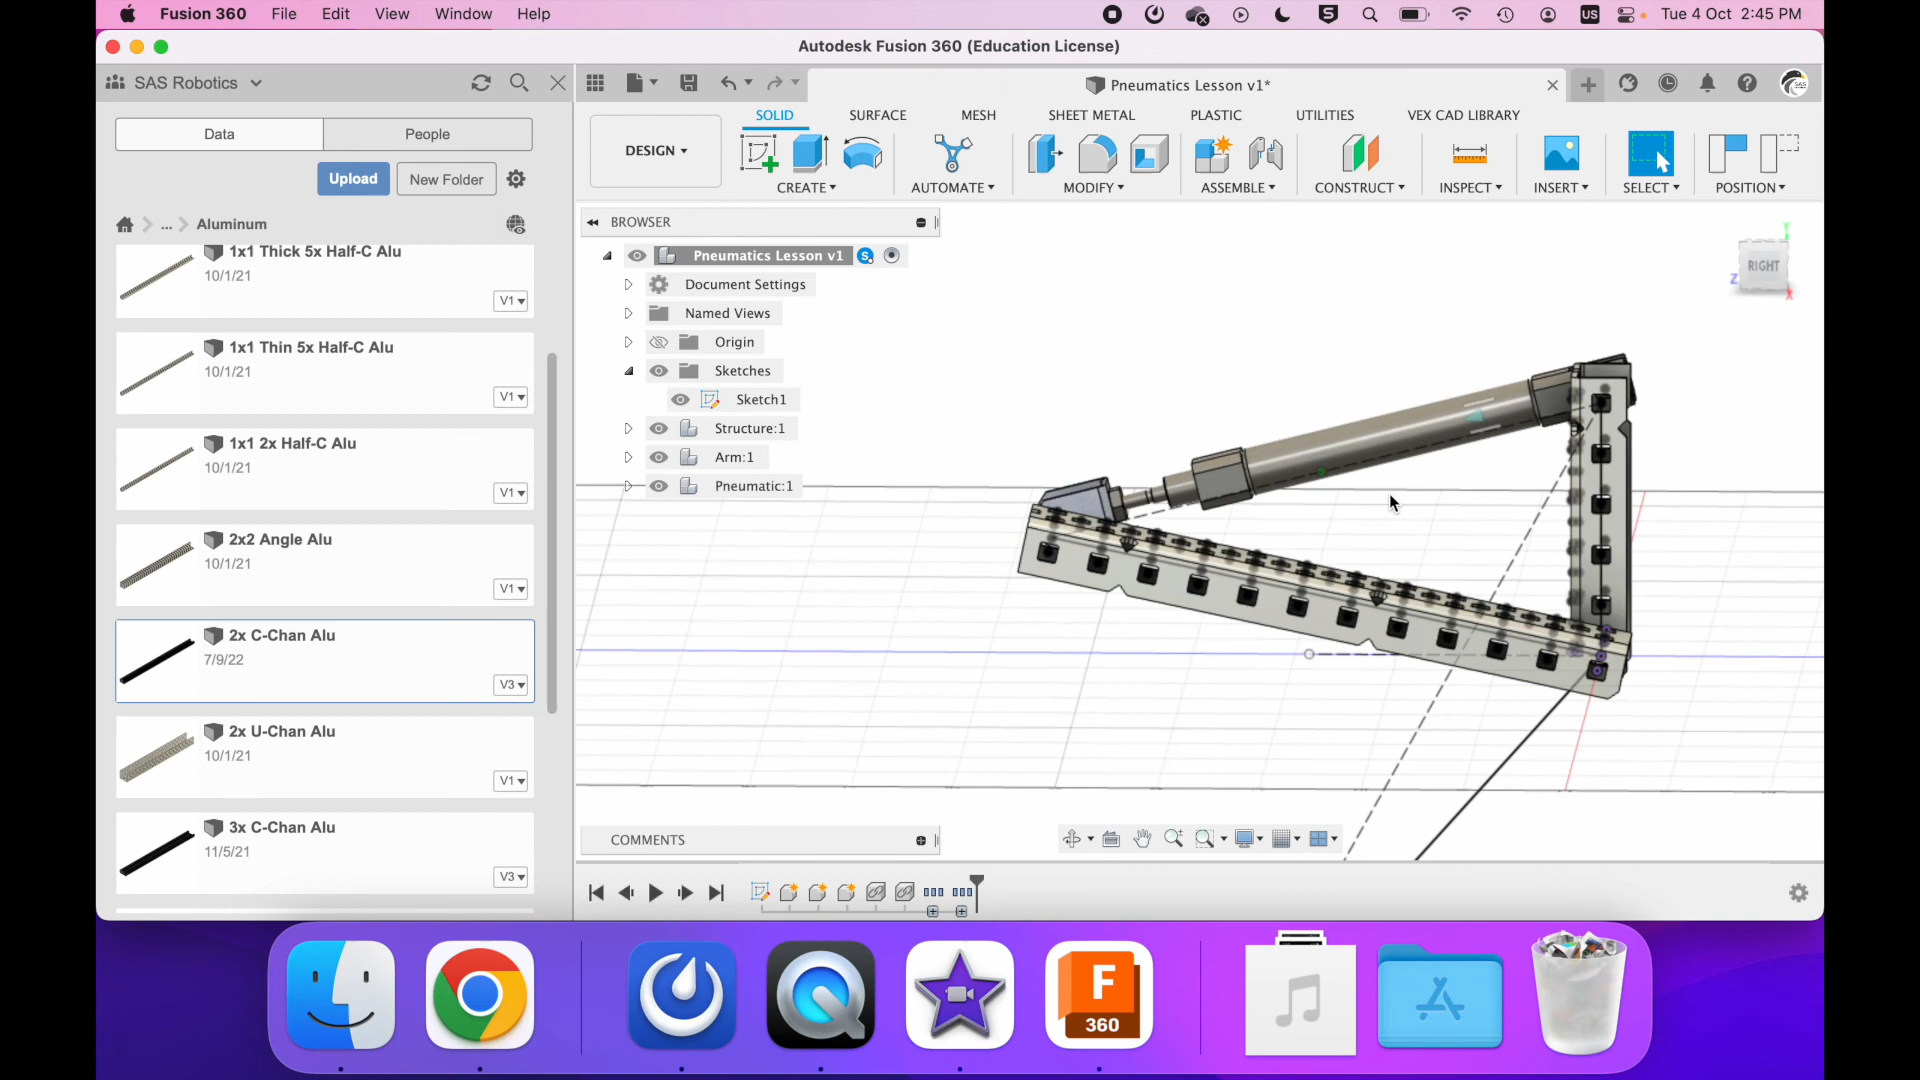 Fusion 360 File Edit View Window Help US Tue 4 Oct 2:45 PM
Autodesk Fusion 360 (Education License)
SAS Robotics
Pneumatics Lesson v1*
Data People
Upload New Folder
... Aluminum
1x1 Thick 5x Half-C Alu
10/1/21
V1
1x1 Thin 5x Half-C Alu
10/1/21
V1
1x1 2x Half-C Alu
10/1/21
V1
2x2 Angle Alu
10/1/21
V1
2x C-Chan Alu
7/9/22
V3
2x U-Chan Alu
10/1/21
V1
3x C-Chan Alu
11/5/21
V3
SOLID SURFACE MESH SHEET METAL PLASTIC UTILITIES VEX CAD LIBRARY
DESIGN
CREATE AUTOMATE MODIFY ASSEMBLE CONSTRUCT INSPECT INSERT SELECT POSITION
BROWSER
Pneumatics Lesson v1 S
Document Settings
Named Views
Origin
Sketches
Sketch1
Structure:1
Arm:1
Pneumatic:1
Y
RIGHT
Z
X
COMMENTS
F
360